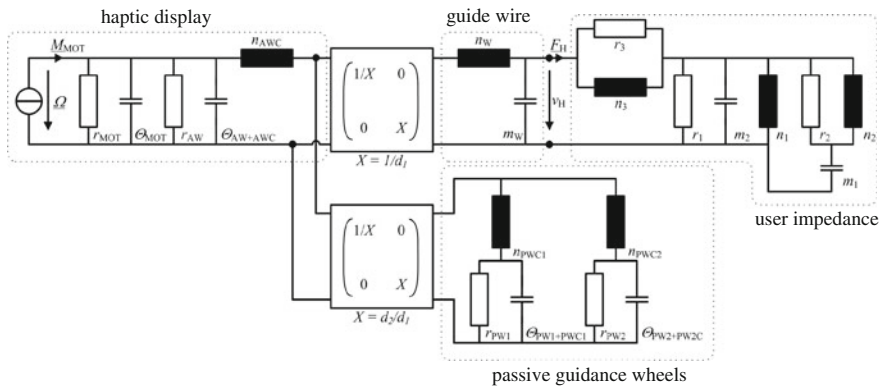 haptic display
guide wire
M_MOT
n_AWC
n_W
F_H
r_3
n_3
Ω
r_MOT
Θ_MOT
r_AW
Θ_AW+AWC
1/X 0
0 X
X = 1/d_1
m_W
v_H
r_1
m_2
n_1
r_2
n_2
m_1
user impedance
1/X 0
0 X
X = d_2/d_1
n_PWC1
n_PWC2
r_PW1
Θ_PW1+PWC1
r_PW2
Θ_PW2+PW2C
passive guidance wheels